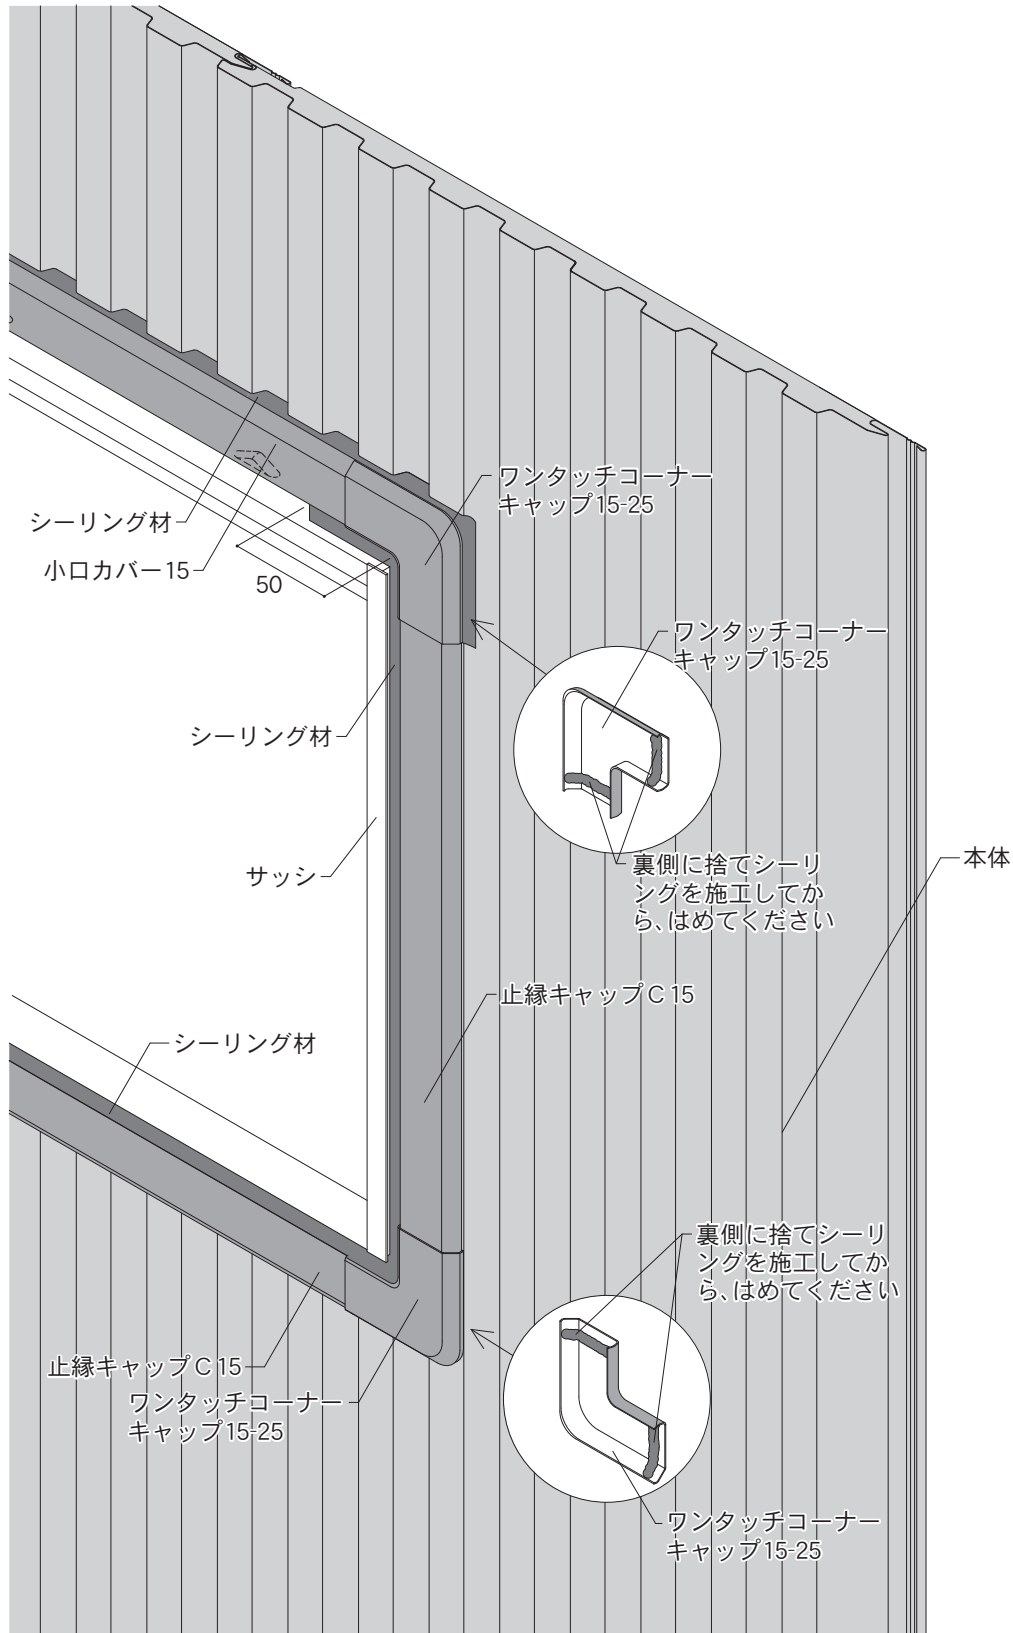 ワンタッチコーナー
キャップ15-25
シーリング材
小口カバー15
50
ワンタッチコーナー
キャップ15-25
シーリング材
裏側に捨てシーリ
ングを施工してか
ら、はめてください
本体
サッシ
止縁キャップC15
シーリング材
裏側に捨てシーリ
ングを施工してか
ら、はめてください
止縁キャップC15
ワンタッチコーナー
キャップ15-25
ワンタッチコーナー
キャップ15-25